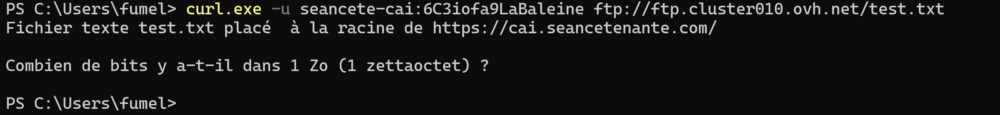 PS C:\Users\fumel> curl.exe -u seancete-cai:6C3iofa9LaBaleine ftp://ftp.cluster010.ovh.net/test.txt
Fichier texte test.txt placé  à la racine de https://cai.seancetenante.com/
Combien de bits y a-t-il dans 1 Zo (1 zettaoctet) ?
PS C:\Users\fumel>